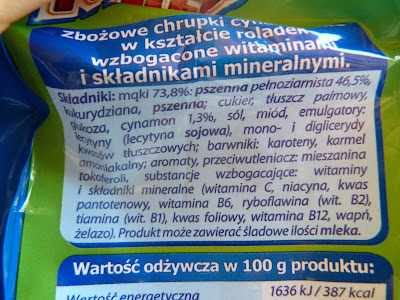 zbożowe chrupki cyna
w kształcie roladek
wzbogacone witaminami
i składnikami mineralnymi.
Składniki: mąki 73,8%: pszenna pełnoziarnista 46,5%,
kukurydziana, pszenna; cukier, tłuszcz palmowy,
glukoza, cynamon 1,3%, sól, miód, emulgatory:
lecytyny (lecytyna sojowa), mono- i diglicerydy
kwasów tłuszczowych; barwniki: karoteny, karmel
amoniakalny; aromaty, przeciwutleniacz: mieszanina
tokoferoli, substancje wzbogacające: witaminy
i składniki mineralne (witamina C, niacyna, kwas
pantotenowy, witamina B6, ryboflawina (wit. B2),
tiamina (wit. B1), kwas foliowy, witamina B12, wapń,
żelazo). Produkt może zawierać śladowe ilości mleka.
Wartość odżywcza w 100 g produktu:
Wartość energetyczna 1636 kJ / 387 kcal